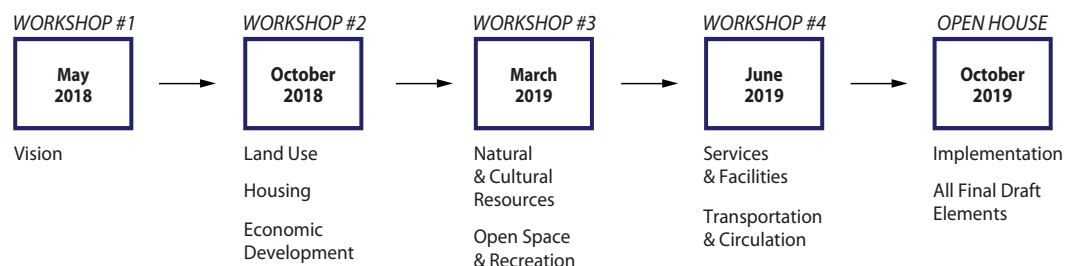 WORKSHOP #1
May
2018
Vision
WORKSHOP #2
October
2018
Land Use
Housing
Economic
Development
WORKSHOP #3
March
2019
Natural
& Cultural
Resources
Open Space
& Recreation
WORKSHOP #4
June
2019
Services
& Facilities
Transportation
& Circulation
OPEN HOUSE
October
2019
Implementation
All Final Draft
Elements